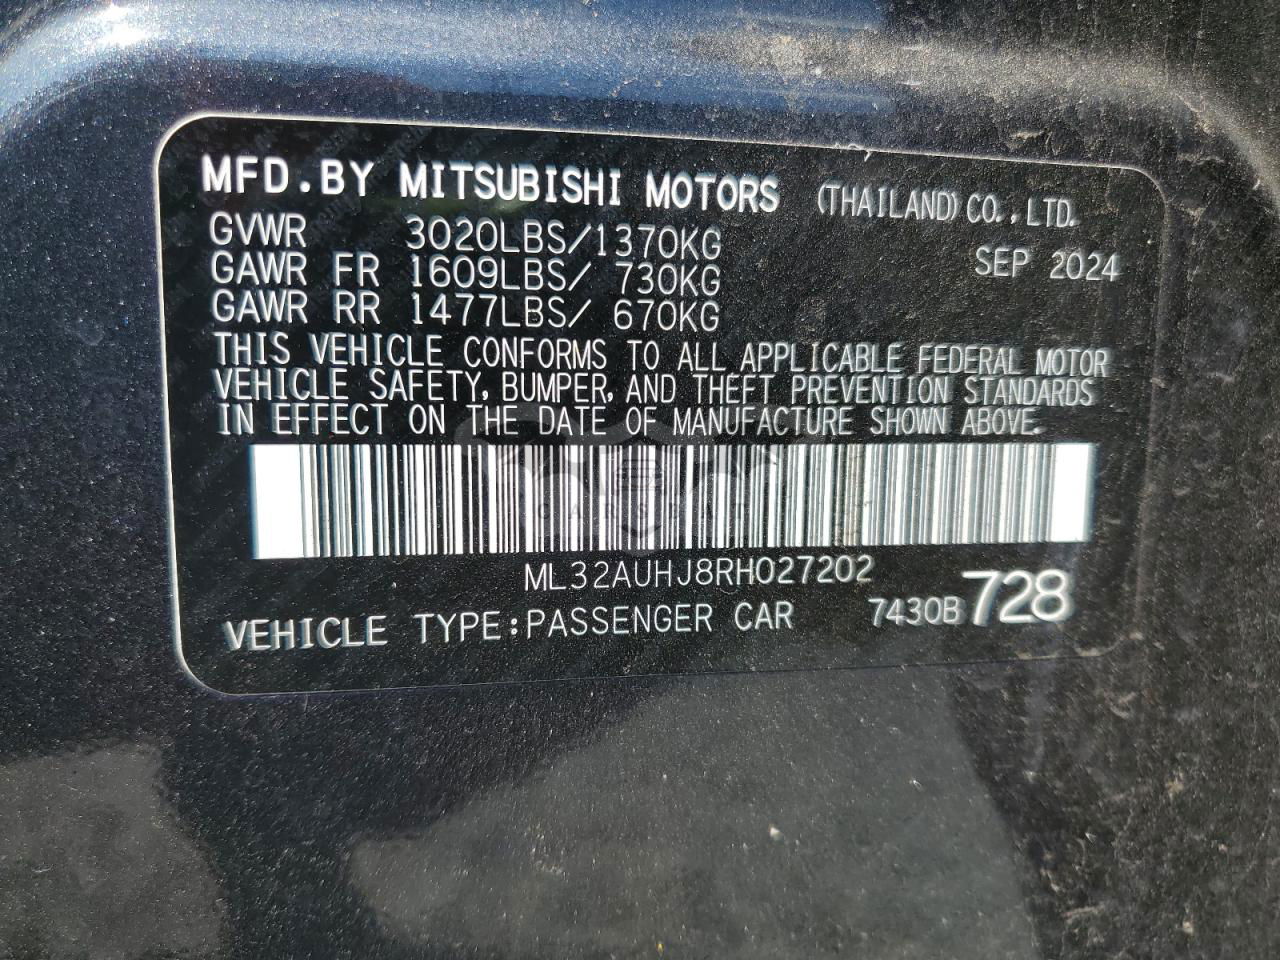 MFD.BY MITSUBISHI MOTORS (THAILAND) CO.,LTD.
GVWR 3020LBS/1370KG SEP 2024
GAWR FR 1609LBS/ 730KG
GAWR RR 1477LBS/ 670KG
THIS VEHICLE CONFORMS TO ALL APPLICABLE FEDERAL MOTOR
VEHICLE SAFETY, BUMPER, AND THEFT PREVENTION STANDARDS
IN EFFECT ON THE DATE OF MANUFACTURE SHOWN ABOVE.
ML32AUHJ8RH027202
VEHICLE TYPE:PASSENGER CAR 7430B 728